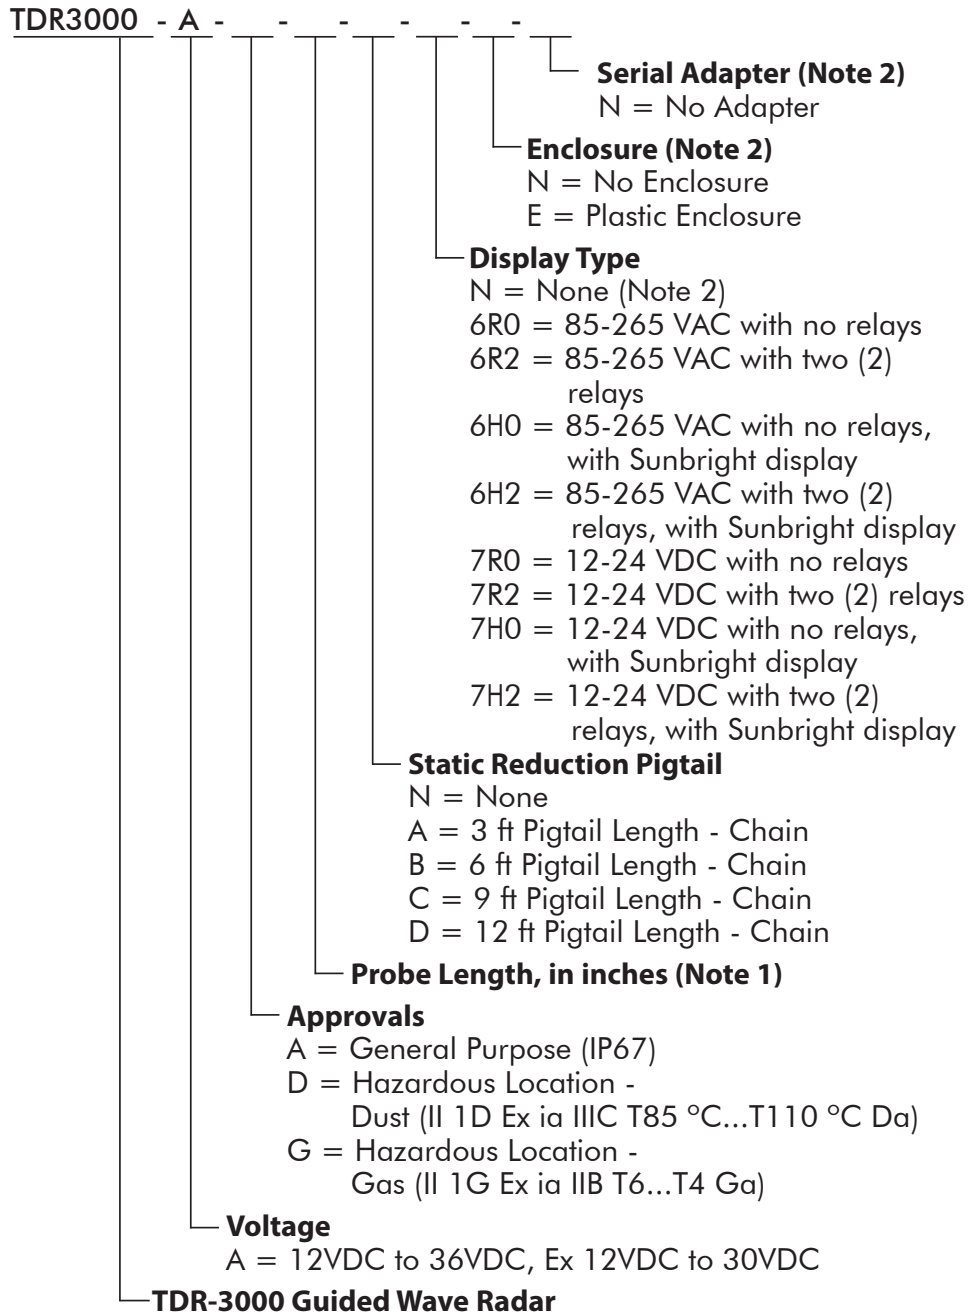 TDR3000 - A - - - - - -
Serial Adapter (Note 2)
N = No Adapter
Enclosure (Note 2)
N = No Enclosure
E = Plastic Enclosure
Display Type
N = None (Note 2)
6R0 = 85-265 VAC with no relays
6R2 = 85-265 VAC with two (2)
relays
6H0 = 85-265 VAC with no relays,
with Sunbright display
6H2 = 85-265 VAC with two (2)
relays, with Sunbright display
7R0 = 12-24 VDC with no relays
7R2 = 12-24 VDC with two (2) relays
7H0 = 12-24 VDC with no relays,
with Sunbright display
7H2 = 12-24 VDC with two (2)
relays, with Sunbright display
Static Reduction Pigtail
N = None
A = 3 ft Pigtail Length - Chain
B = 6 ft Pigtail Length - Chain
C = 9 ft Pigtail Length - Chain
D = 12 ft Pigtail Length - Chain
Probe Length, in inches (Note 1)
Approvals
A = General Purpose (IP67)
D = Hazardous Location -
Dust (II 1D Ex ia IIIC T85 ºC...T110 ºC Da)
G = Hazardous Location -
Gas (II 1G Ex ia IIB T6...T4 Ga)
Voltage
A = 12VDC to 36VDC, Ex 12VDC to 30VDC
TDR-3000 Guided Wave Radar